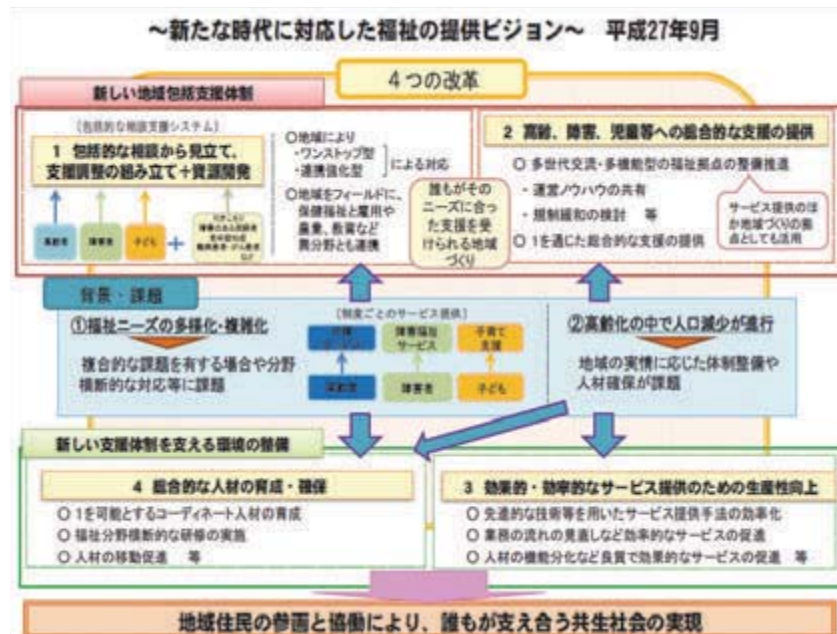 ～新たな時代に対応した福祉の提供ビジョン～　平成27年9月
4つの改革
新しい地域包括支援体制
〔包括的な相談支援システム〕
1 包括的な相談から見立て、
支援調整の組み立て＋資源開発
高齢者
障害者
子ども
＋
○地域により
・ワンストップ型
・連携強化型
による対応
○地域をフィールドに、
保健福祉と雇用や
農業、教育など
異分野とも連携
誰もがその
ニーズに合った
支援を受
けられる地域
づくり
2 高齢、障害、児童等への総合的な支援の提供
○ 多世代交流・多機能型の福祉拠点の整備推進
・運営ノウハウの共有
・規制緩和の検討　等
○ 1を通じた総合的な支援の提供
サービス提供のほ
か地域づくりの拠
点としても活用
背景・課題
①福祉ニーズの多様化・複雑化
複合的な課題を有する場合や分野
横断的な対応等に課題
〔制度ごとのサービス提供〕
障害福祉
サービス
子育て
支援
高齢者
障害者
子ども
②高齢化の中で人口減少が進行
地域の実情に応じた体制整備や
人材確保が課題
新しい支援体制を支える環境の整備
4 総合的な人材の育成・確保
○ 1を可能とするコーディネート人材の育成
○ 福祉分野横断的な研修の実施
○ 人材の移動促進　等
3 効果的・効率的なサービス提供のための生産性向上
○ 先進的な技術等を用いたサービス提供手法の効率化
○ 業務の流れの見直しなど効率的なサービスの促進
○ 人材の機能分化など良質で効果的なサービスの促進　等
地域住民の参画と協働により、誰もが支え合う共生社会の実現